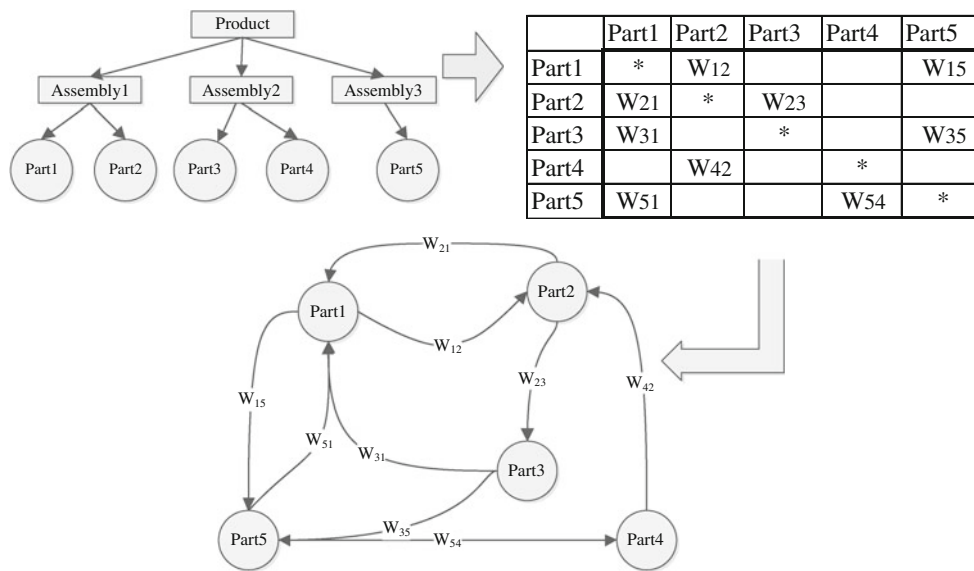 Product
Assembly1 Assembly2 Assembly3
Part1 Part2 Part3 Part4 Part5
Part1 Part2 Part3 Part4 Part5
Part1 * W12 W15
Part2 W21 * W23
Part3 W31 * W35
Part4 W42 *
Part5 W51 W54 *
W21
Part1
Part2
W12
W23
W42
W15
W51
W31
Part3
W35
Part5
W54
Part4